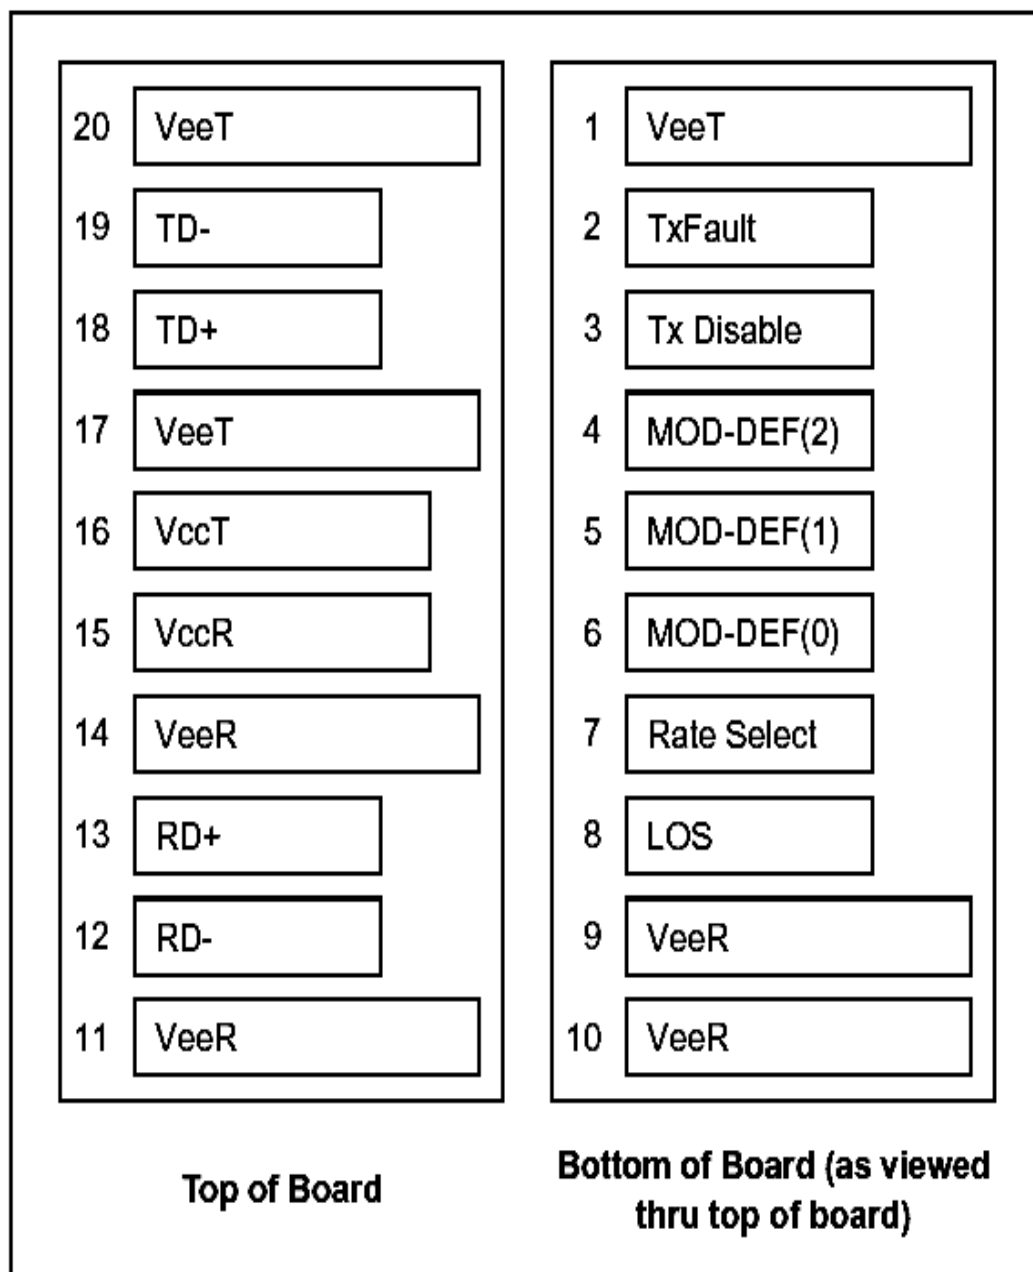 20 VeeT
19 TD-
18 TD+
17 VeeT
16 VccT
15 VccR
14 VeeR
13 RD+
12 RD-
11 VeeR
Top of Board
1 VeeT
2 TxFault
3 Tx Disable
4 MOD-DEF(2)
5 MOD-DEF(1)
6 MOD-DEF(0)
7 Rate Select
8 LOS
9 VeeR
10 VeeR
Bottom of Board (as viewed
thru top of board)